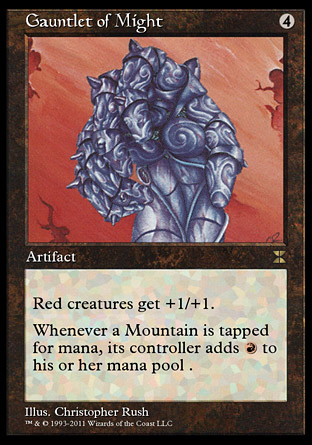 Gauntlet of Might 4
Artifact
Red creatures get +1/+1.
Whenever a Mountain is tapped
for mana, its controller adds to
his or her mana pool .
Illus. Christopher Rush
™ & © 1993-2011 Wizards of the Coast LLC